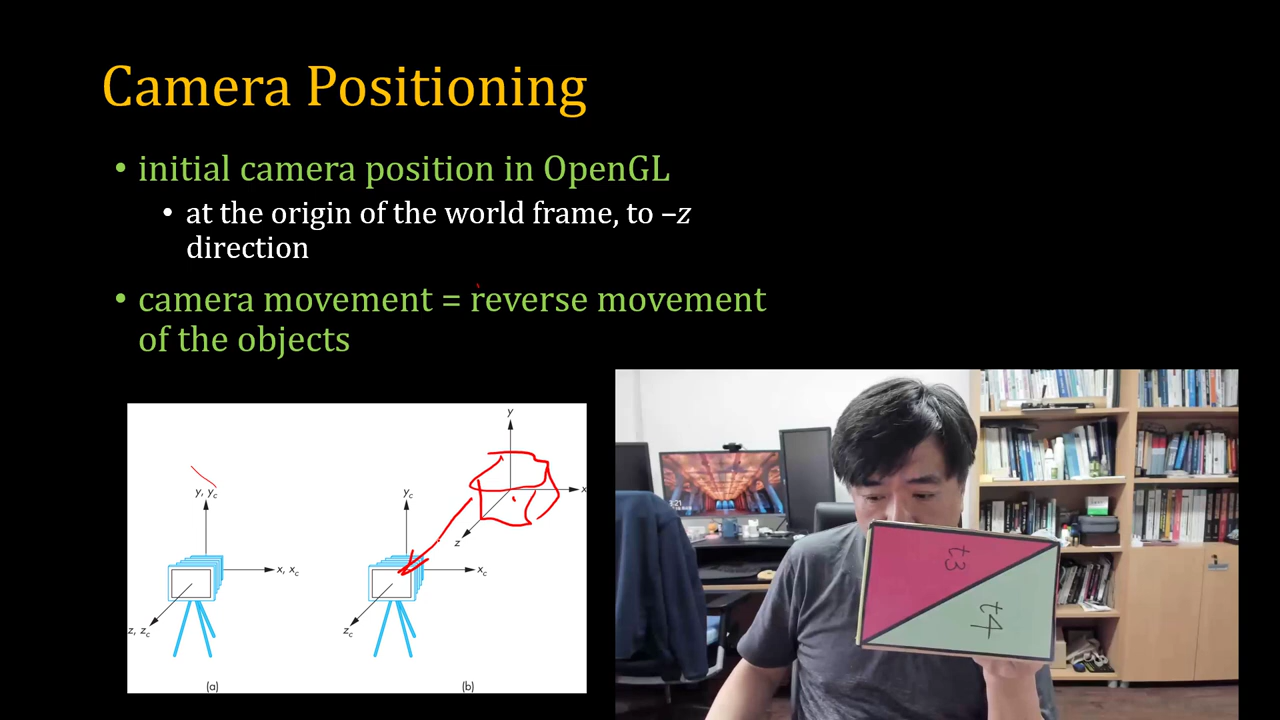 Camera Positioning
• initial camera position in OpenGL
• at the origin of the world frame, to –z
direction
• camera movement = reverse movement
of the objects
y
y, yc
yc
x
z
x, xc
xc
z, zc
zc
(a)
(b)
t3
t4